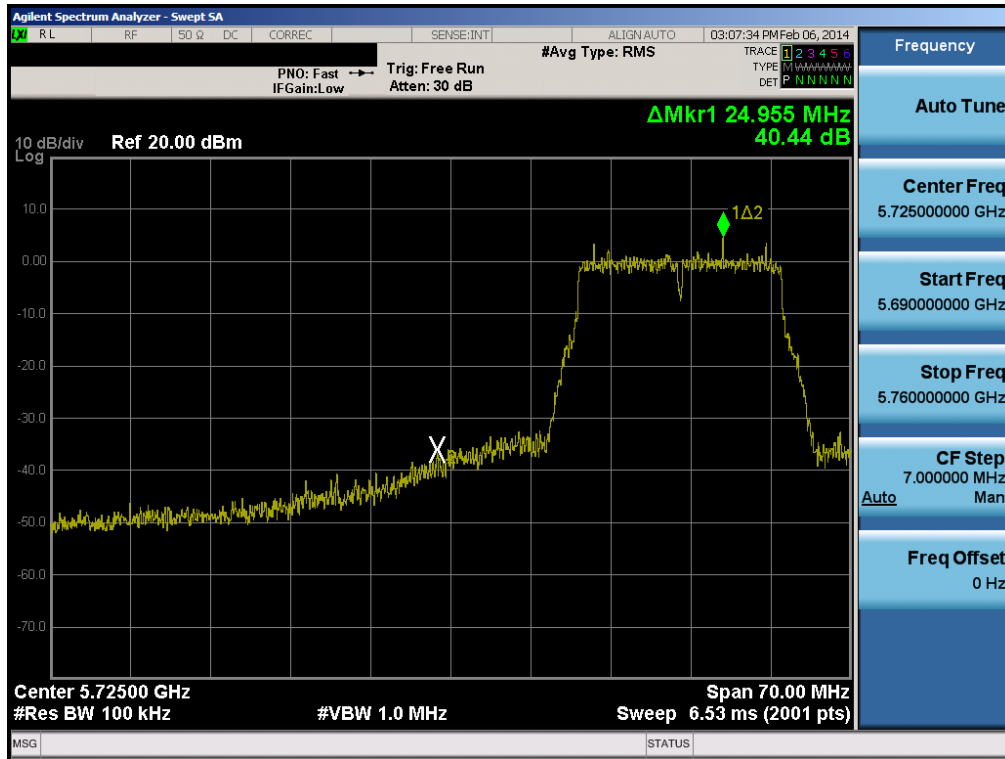 Agilent Spectrum Analyzer - Swept SA
LXI RL RF 50 Ω DC CORREC SENSE:INT ALIGN AUTO 03:07:34 PM Feb 06, 2014
#Avg Type: RMS
TRACE 1 2 3 4 5 6
PNO: Fast Trig: Free Run
TYPE M WWWWW
IFGain:Low Atten: 30 dB
DET P N N N N N
ΔMkr1 24.955 MHz
40.44 dB
10 dB/div Ref 20.00 dBm
Log
10.0
0.00
-10.0
-20.0
-30.0
-40.0
-50.0
-60.0
-70.0
1Δ2
X
Center 5.72500 GHz Span 70.00 MHz
#Res BW 100 kHz #VBW 1.0 MHz Sweep 6.53 ms (2001 pts)
MSG STATUS
Frequency
Auto Tune
Center Freq
5.725000000 GHz
Start Freq
5.690000000 GHz
Stop Freq
5.760000000 GHz
CF Step
7.000000 MHz
Auto Man
Freq Offset
0 Hz